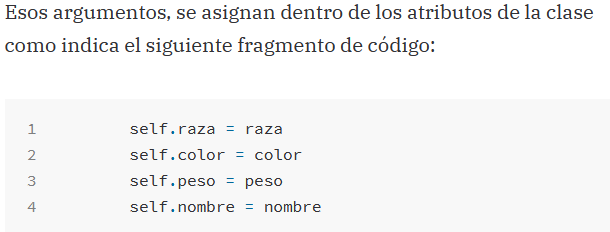 Esos argumentos, se asignan dentro de los atributos de la clase
como indica el siguiente fragmento de código:
1 self.raza = raza
2 self.color = color
3 self.peso = peso
4 self.nombre = nombre